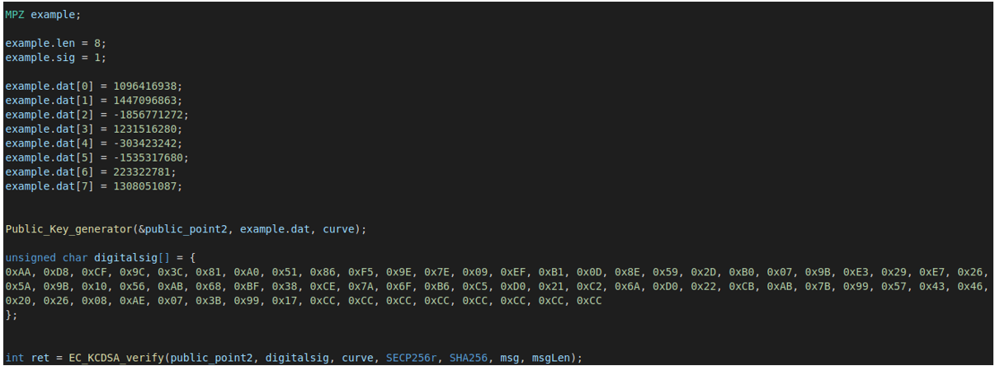 MPZ example;
example.len = 8;
example.sig = 1;
example.dat[0] = 1096416938;
example.dat[1] = 1447096863;
example.dat[2] = -1856771272;
example.dat[3] = 1231516280;
example.dat[4] = -303423242;
example.dat[5] = -1535317680;
example.dat[6] = 223322781;
example.dat[7] = 1308051087;
Public_Key_generator(&public_point2, example.dat, curve);
unsigned char digitalsig[] = {
0xAA, 0xD8, 0xCF, 0x9C, 0x3C, 0x81, 0xA0, 0x51, 0x86, 0xF5, 0x9E, 0x7E, 0x09, 0xEF, 0xB1, 0x0D, 0x8E, 0x59, 0x2D, 0xB0, 0x07, 0x9B, 0xE3, 0x29, 0xE7, 0x26,
0x5A, 0x9B, 0x10, 0x56, 0xAB, 0x68, 0xBF, 0x38, 0xCE, 0x7A, 0x6F, 0xB6, 0xC5, 0xD0, 0x21, 0xC2, 0x6A, 0xD0, 0x22, 0xCB, 0xAB, 0x7B, 0x99, 0x57, 0x43, 0x46,
0x20, 0x26, 0x08, 0xAE, 0x07, 0x3B, 0x99, 0x17, 0xCC, 0xCC, 0xCC, 0xCC, 0xCC, 0xCC, 0xCC, 0xCC
};
int ret = EC_KCDSA_verify(public_point2, digitalsig, curve, SECP256r, SHA256, msg, msgLen);